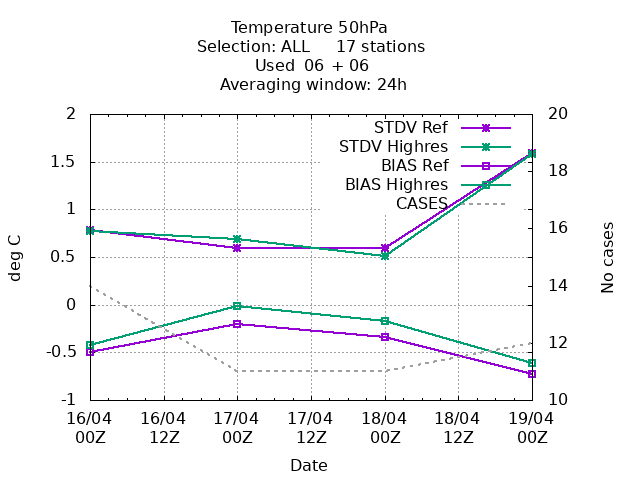 Temperature 50hPa
Selection: ALL     17 stations
Used  06 + 06
Averaging window: 24h
2
1.5
1
0.5
0
-0.5
-1
20
18
16
14
12
10
deg C
No cases
STDV Ref
STDV Highres
BIAS Ref
BIAS Highres
CASES
16/04 16/04 17/04 17/04 18/04 18/04 19/04
00Z 12Z 00Z 12Z 00Z 12Z 00Z
Date